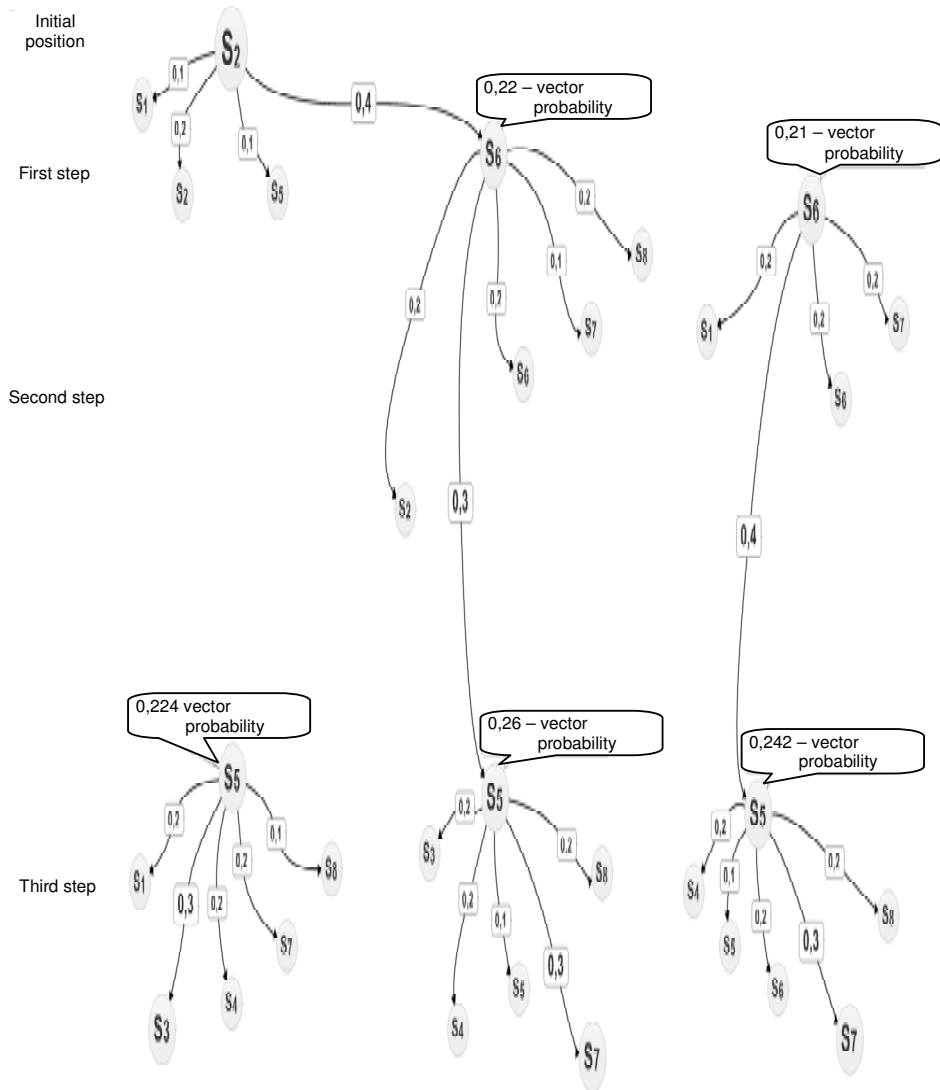 Initial
position
S2
0,1
S1
0,2
0,1
S2
S5
0,4
0,22 – vector
probability
S6
0,2
0,2
0,1
0,2
S8
S7
S6
S2
0,3
0,21 – vector
probability
S6
0,2
0,2
0,2
S1
S7
S6
0,4
First step
Second step
Third step
0,224 vector
probability
S5
0,2
0,1
0,2
0,3
0,2
S1
S8
S7
S4
S3
0,26 – vector
probability
S5
0,2
0,2
0,2
0,1
0,3
S3
S8
S5
S4
S7
0,242 – vector
probability
S5
0,2
0,2
0,1
0,2
0,3
S4
S8
S5
S6
S7